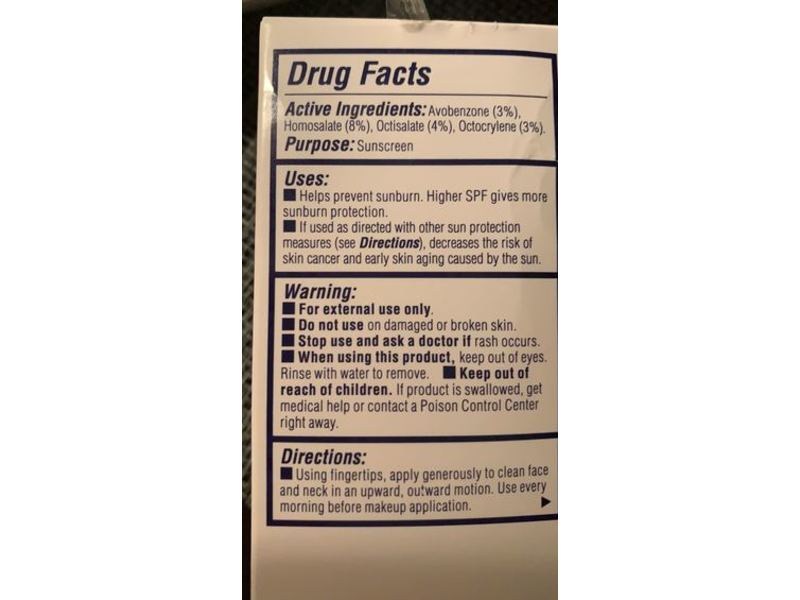 Drug Facts
Active Ingredients: Avobenzone (3%),
Homosalate (8%), Octisalate (4%), Octocrylene (3%).
Purpose: Sunscreen
Uses:
■ Helps prevent sunburn. Higher SPF gives more
sunburn protection.
■ If used as directed with other sun protection
measures (see Directions), decreases the risk of
skin cancer and early skin aging caused by the sun.
Warning:
■ For external use only.
■ Do not use on damaged or broken skin.
■ Stop use and ask a doctor if rash occurs.
■ When using this product, keep out of eyes.
Rinse with water to remove. ■ Keep out of
reach of children. If product is swallowed, get
medical help or contact a Poison Control Center
right away.
Directions:
■ Using fingertips, apply generously to clean face
and neck in an upward, outward motion. Use every
morning before makeup application.